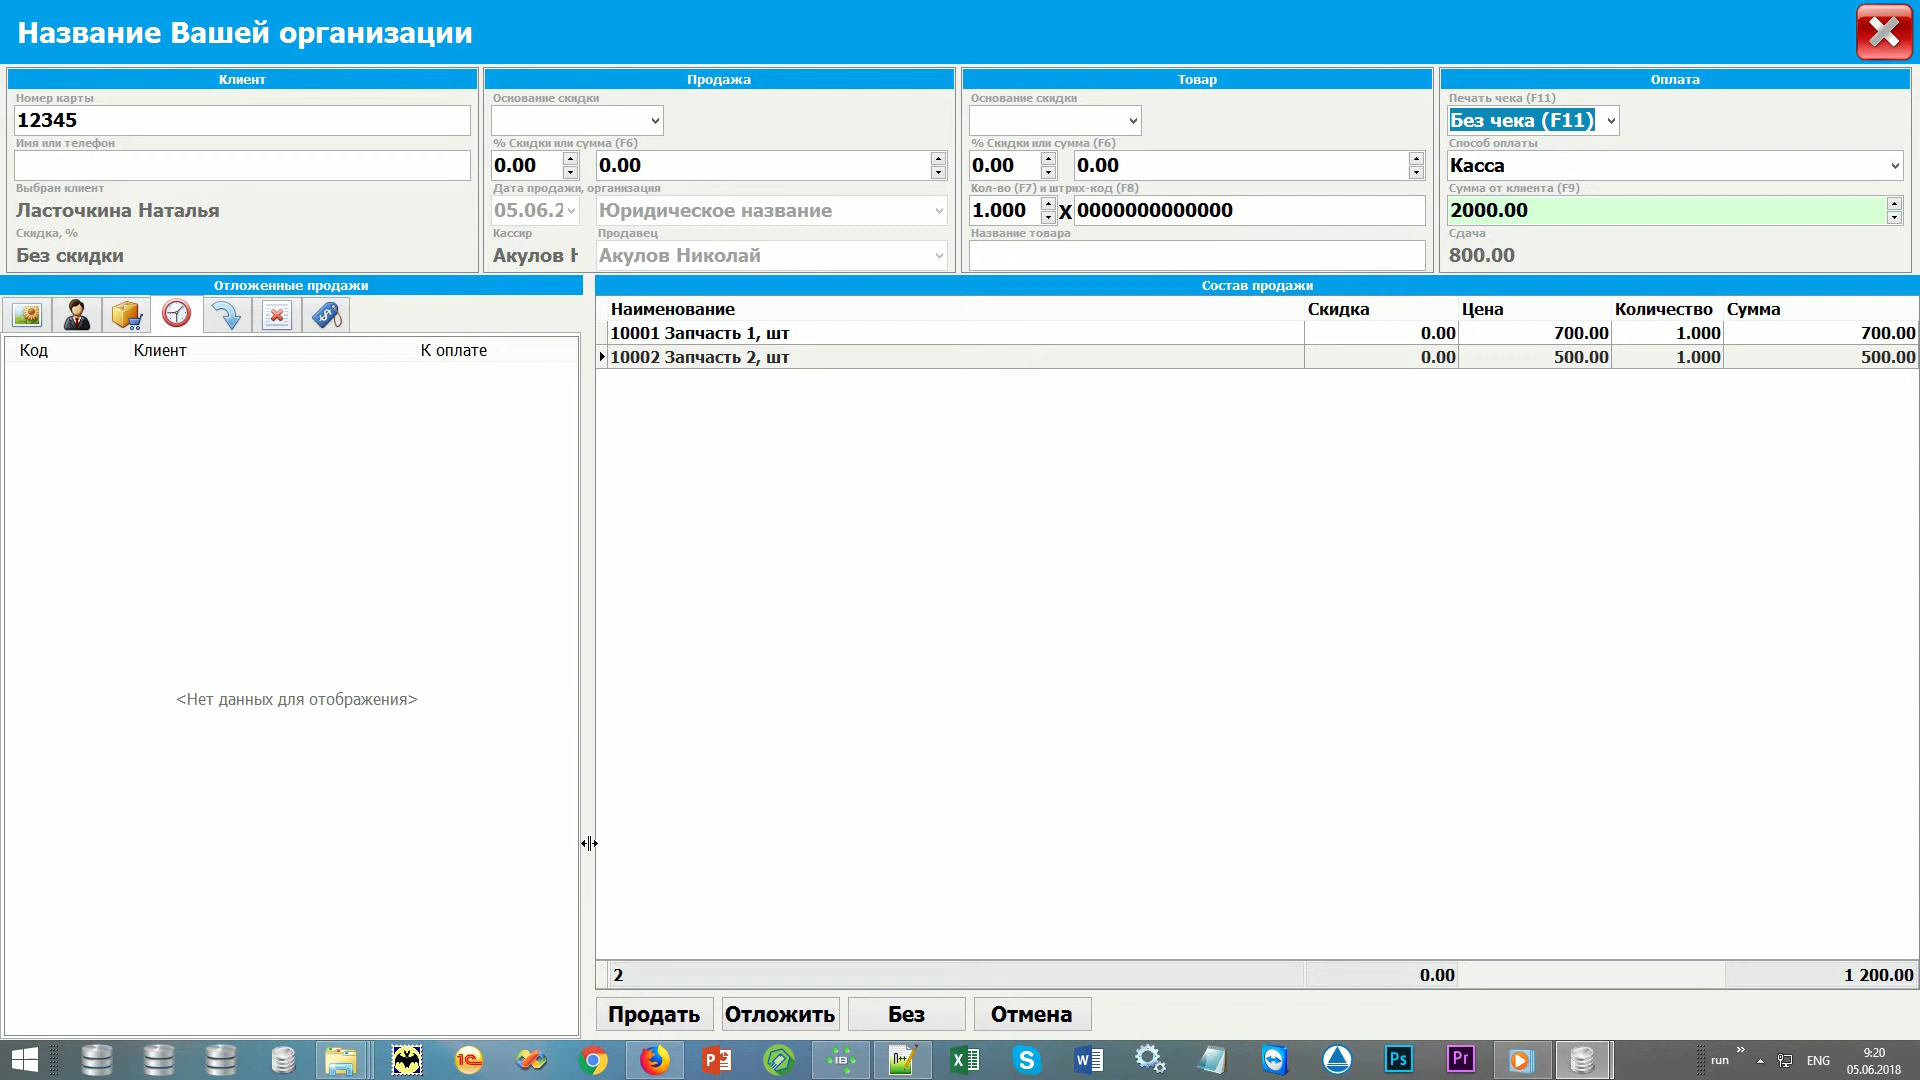 Название Вашей организации
Клиент
Номер карты
12345
Имя или телефон
Выбран клиент
Ласточкина Наталья
Скидка, %
Без скидки
Продажа
Основание скидки
% Скидки или сумма (F6)
0.00 0.00
Дата продажи, организация
05.06.2 Юридическое название
Кассир Продавец
Акулов Н Акулов Николай
Товар
Основание скидки
% Скидки или сумма (F6)
0.00 0.00
Кол-во (F7) и штрих-код (F8)
1.000 X 0000000000000
Название товара
Оплата
Печать чека (F11)
Без чека (F11)
Способ оплаты
Касса
Сумма от клиента (F9)
2000.00
Сдача
800.00
Отложенные продажи
Код Клиент К оплате
<Нет данных для отображения>
Состав продажи
Наименование Скидка Цена Количество Сумма
10001 Запчасть 1, шт 0.00 700.00 1.000 700.00
10002 Запчасть 2, шт 0.00 500.00 1.000 500.00
2 0.00 1 200.00
Продать Отложить Без Отмена
run ENG 9:20
05.06.2018